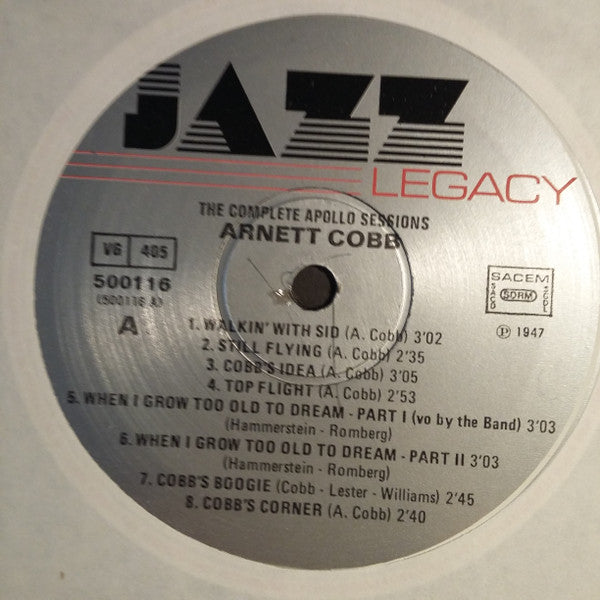 JAZZ
LEGACY
THE COMPLETE APOLLO SESSIONS
ARNETT COBB
VG 405
500116
(500116 A)
A
SACEM
SACD SDRM SGDL
℗ 1947
1. WALKIN' WITH SID (A. Cobb) 3'02
2. STILL FLYING (A. Cobb) 2'35
3. COBB'S IDEA (A. Cobb) 3'05
4. TOP FLIGHT (A. Cobb) 2'53
5. WHEN I GROW TOO OLD TO DREAM - PART I (vo by the Band) 3'03
(Hammerstein - Romberg)
6. WHEN I GROW TOO OLD TO DREAM - PART II 3'03
(Hammerstein - Romberg)
7. COBB'S BOOGIE (Cobb - Lester - Williams) 2'45
8. COBB'S CORNER (A. Cobb) 2'40